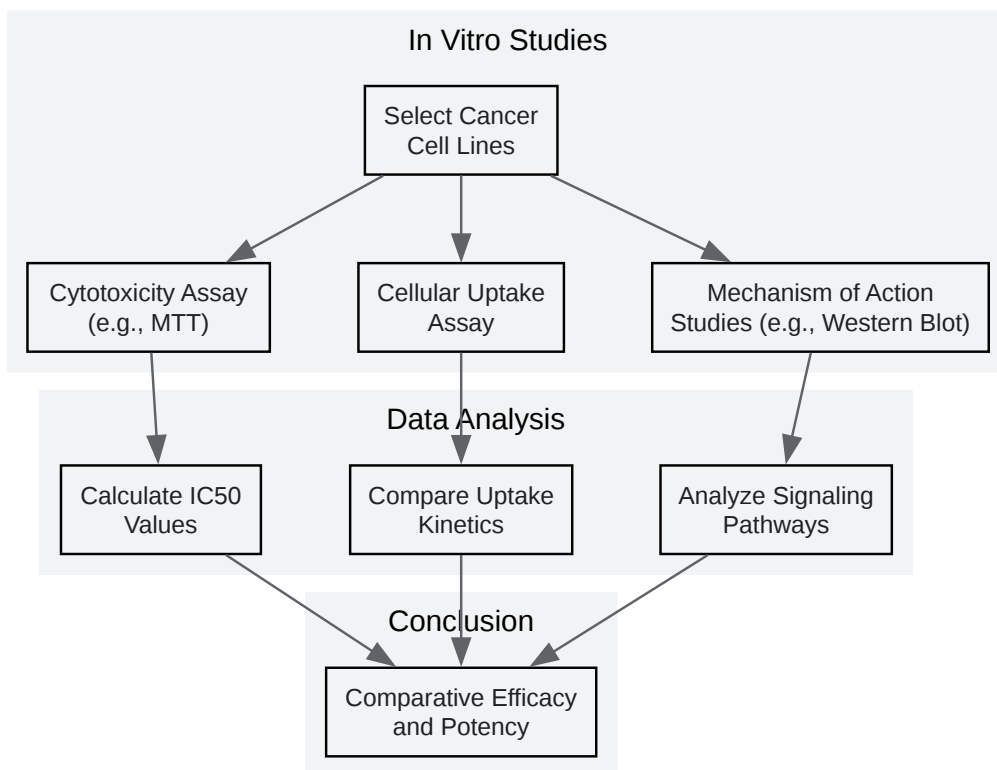 In Vitro Studies
Select Cancer
Cell Lines
Cytotoxicity Assay
(e.g., MTT)
Cellular Uptake
Assay
Mechanism of Action
Studies (e.g., Western Blot)
Data Analysis
Calculate IC50
Values
Compare Uptake
Kinetics
Analyze Signaling
Pathways
Conclusion
Comparative Efficacy
and Potency